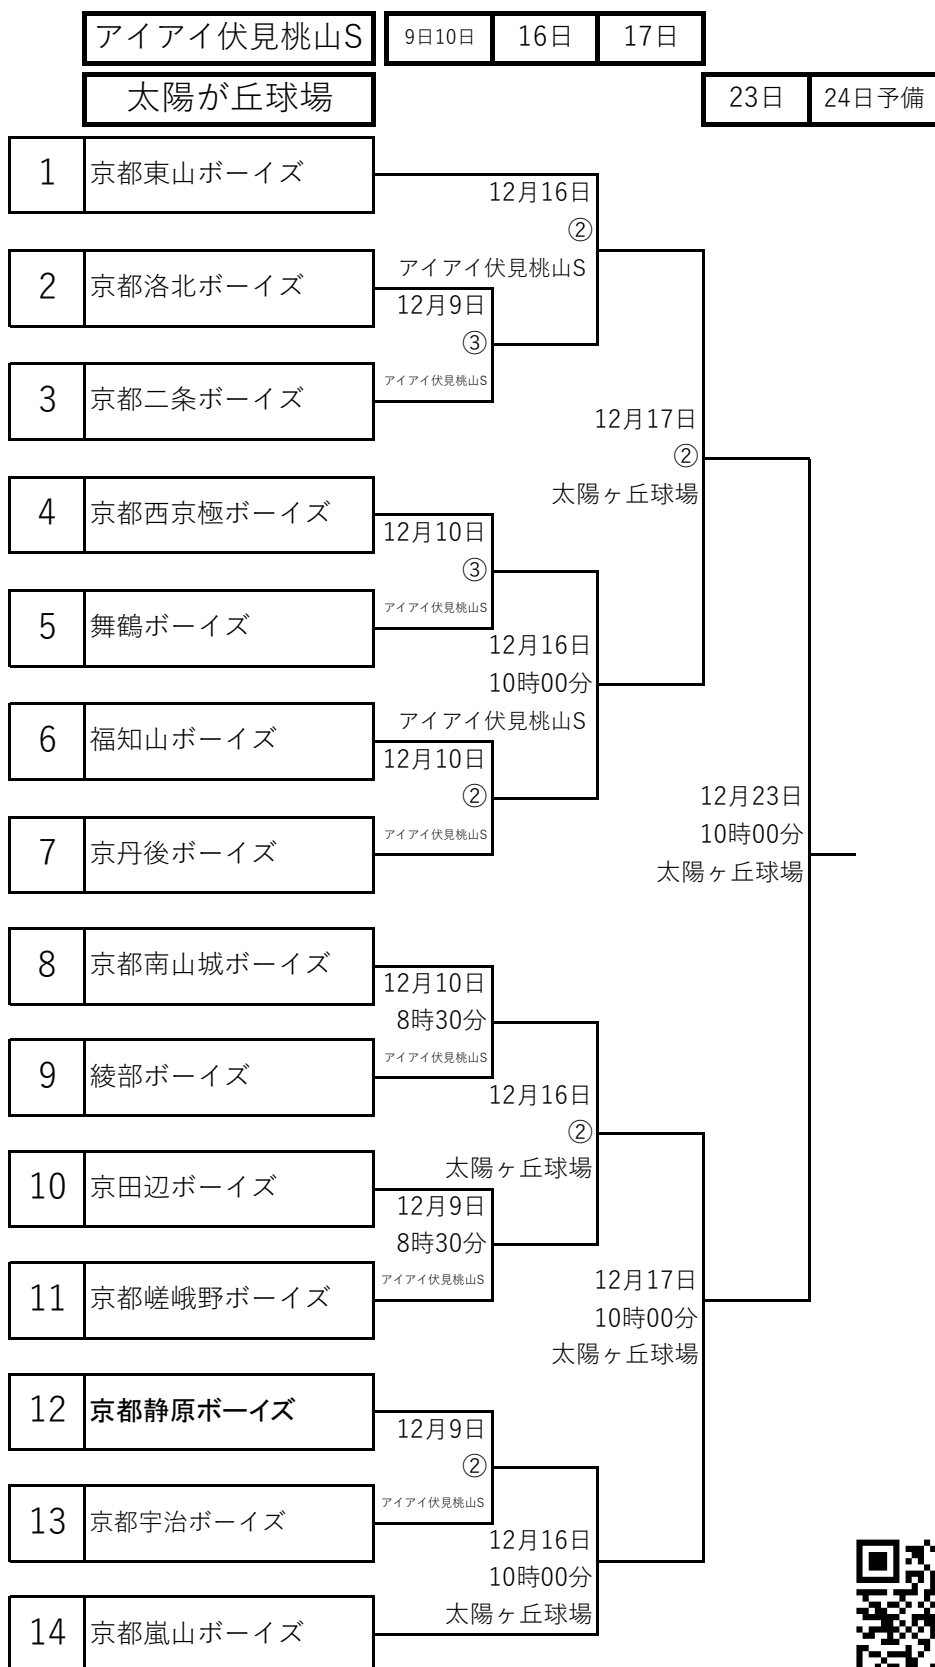 アイアイ伏見桃山S 9日10日 16日 17日
太陽が丘球場 23日 24日予備
1 京都東山ボーイズ
12月16日
②
アイアイ伏見桃山S
2 京都洛北ボーイズ
12月9日
③
アイアイ伏見桃山S
3 京都二条ボーイズ
12月17日
②
太陽ヶ丘球場
4 京都西京極ボーイズ
12月10日
③
アイアイ伏見桃山S
5 舞鶴ボーイズ
12月16日
10時00分
アイアイ伏見桃山S
6 福知山ボーイズ
12月10日
②
アイアイ伏見桃山S
7 京丹後ボーイズ
12月23日
10時00分
太陽ヶ丘球場
8 京都南山城ボーイズ
12月10日
8時30分
アイアイ伏見桃山S
9 綾部ボーイズ
12月16日
②
太陽ヶ丘球場
10 京田辺ボーイズ
12月9日
8時30分
アイアイ伏見桃山S
11 京都嵯峨野ボーイズ
12月17日
10時00分
太陽ヶ丘球場
12 京都静原ボーイズ
12月9日
②
アイアイ伏見桃山S
13 京都宇治ボーイズ
12月16日
10時00分
太陽ヶ丘球場
14 京都嵐山ボーイズ